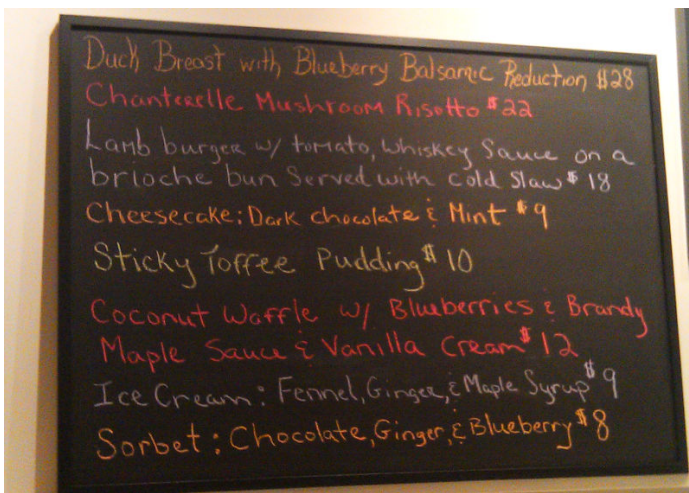 Duck Breast with Blueberry Balsamic Reduction $28
Chanterelle Mushroom Risotto $22
Lamb burger w/ tomato, whiskey Sauce on a
brioche bun Served with cold Slaw $18
Cheesecake: Dark chocolate & Mint $9
Sticky Toffee Pudding $10
Coconut Waffle w/ Blueberries & Brandy
Maple Sauce & Vanilla Cream $12
Ice Cream: Fennel, Ginger, & Maple Syrup $9
Sorbet: Chocolate, Ginger, & Blueberry $8